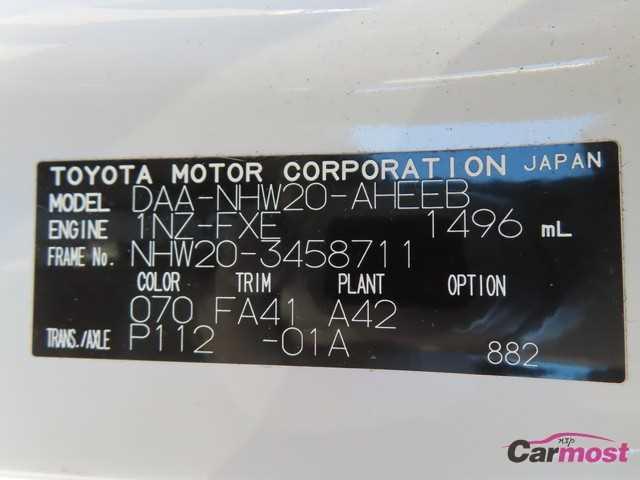 TOYOTA MOTOR CORPORATION JAPAN
MODEL DAA-NHW20-AHEEB
ENGINE 1NZ-FXE 1496 mL
FRAME No. NHW20-3458711
COLOR TRIM PLANT OPTION
070 FA41 A42
TRANS./AXLE P112 -01A 882
nxp
Carmost